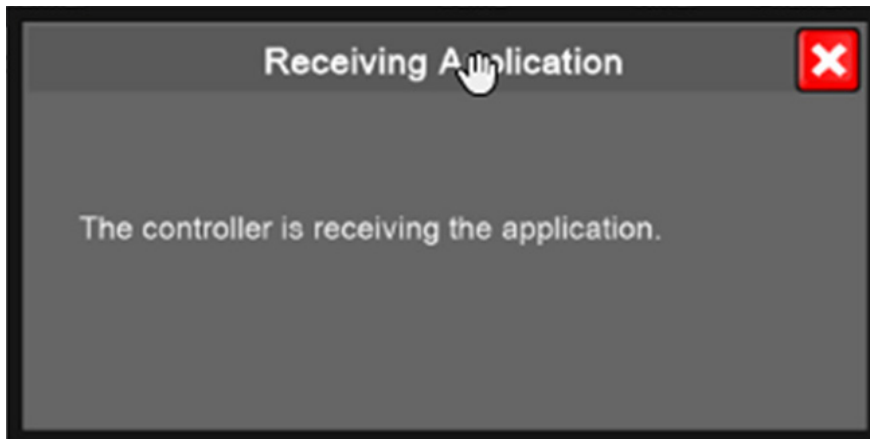 Receiving Application
The controller is receiving the application.